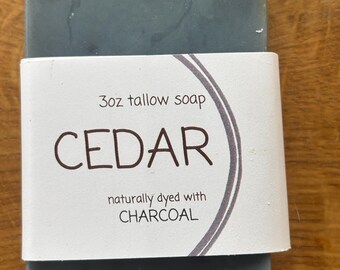 3oz tallow soap
CEDAR
naturally dyed with
CHARCOAL